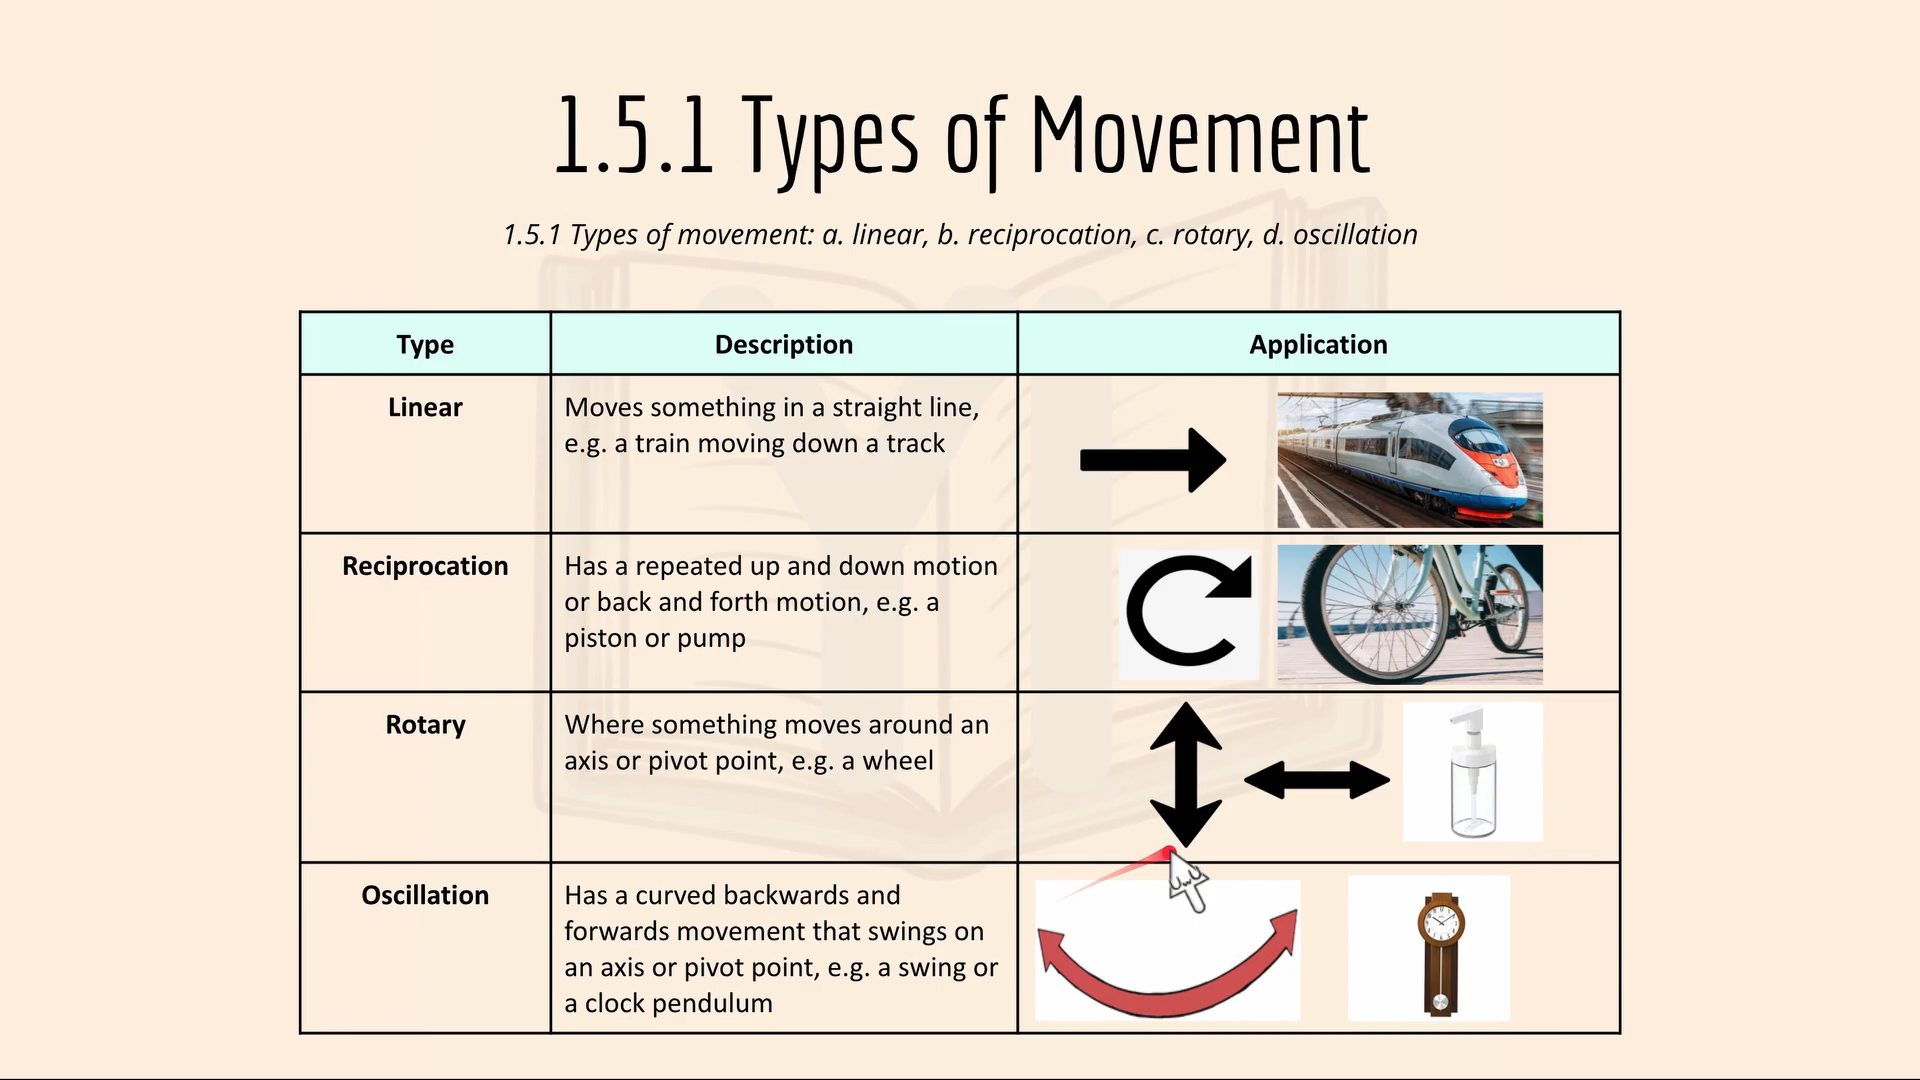 1.5.1 Types of Movement
1.5.1 Types of movement: a. linear, b. reciprocation, c. rotary, d. oscillation
Type
Description
Application
Linear
Moves something in a straight line,
e.g. a train moving down a track
Reciprocation
Has a repeated up and down motion
or back and forth motion, e.g. a
piston or pump
Rotary
Where something moves around an
axis or pivot point, e.g. a wheel
Oscillation
Has a curved backwards and
forwards movement that swings on
an axis or pivot point, e.g. a swing or
a clock pendulum